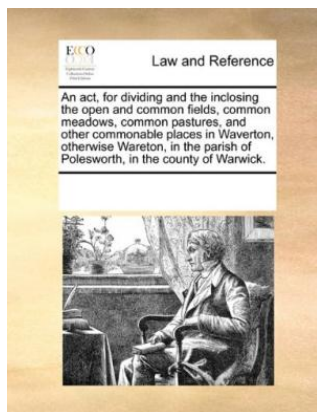 ECCO
Law and Reference
An act, for dividing and the inclosing
the open and common fields, common
meadows, common pastures, and
other commonable places in Waverton,
otherwise Wareton, in the parish of
Polesworth, in the county of Warwick.